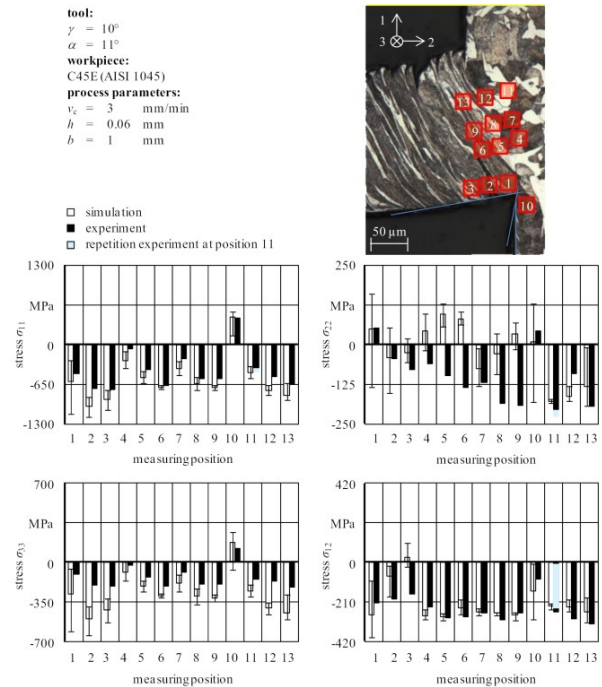 tool:
γ = 10°
α = 11°
workpiece:
C45E (AISI 1045)
process parameters:
v_c = 3 mm/min
h = 0.06 mm
b = 1 mm
1
3 2
11
13 12
7
8
9 4
6 5
3 2 1
10
50 µm
simulation
experiment
repetition experiment at position 11
1300
MPa
0
-650
-1300
stress σ11
1 2 3 4 5 6 7 8 9 10 11 12 13
measuring position
250
MPa
0
-125
-250
stress σ22
1 2 3 4 5 6 7 8 9 10 11 12 13
measuring position
700
MPa
0
-350
-700
stress σ33
1 2 3 4 5 6 7 8 9 10 11 12 13
measuring position
420
MPa
0
-210
-420
stress σ12
1 2 3 4 5 6 7 8 9 10 11 12 13
measuring position